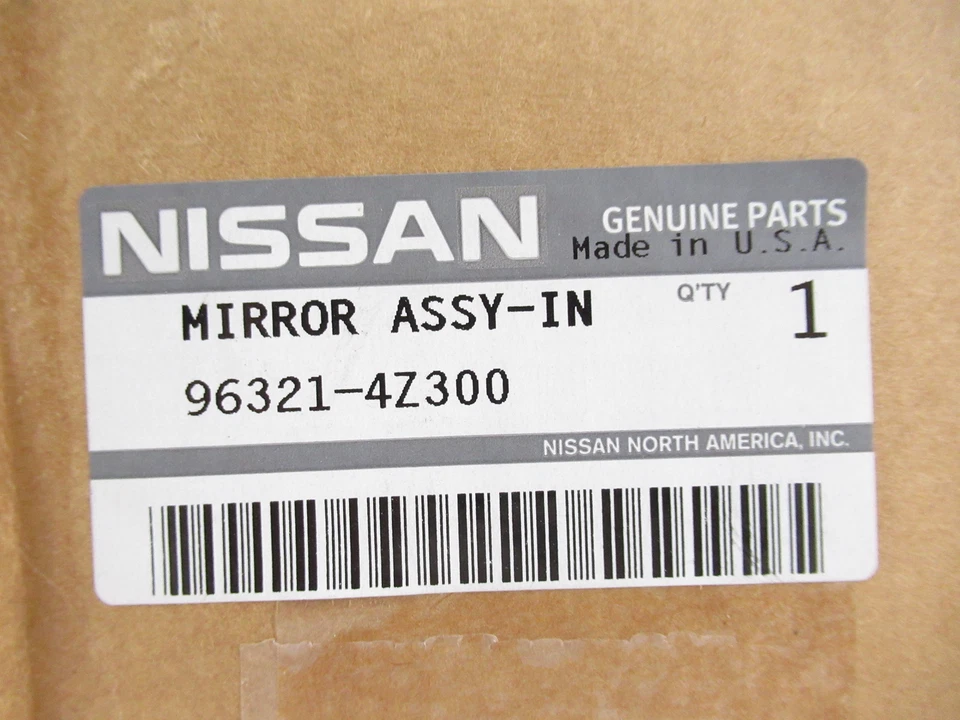 NISSAN GENUINE PARTS
Made in U.S.A.
MIRROR ASSY-IN Q'TY 1
96321-4Z300
NISSAN NORTH AMERICA, INC.